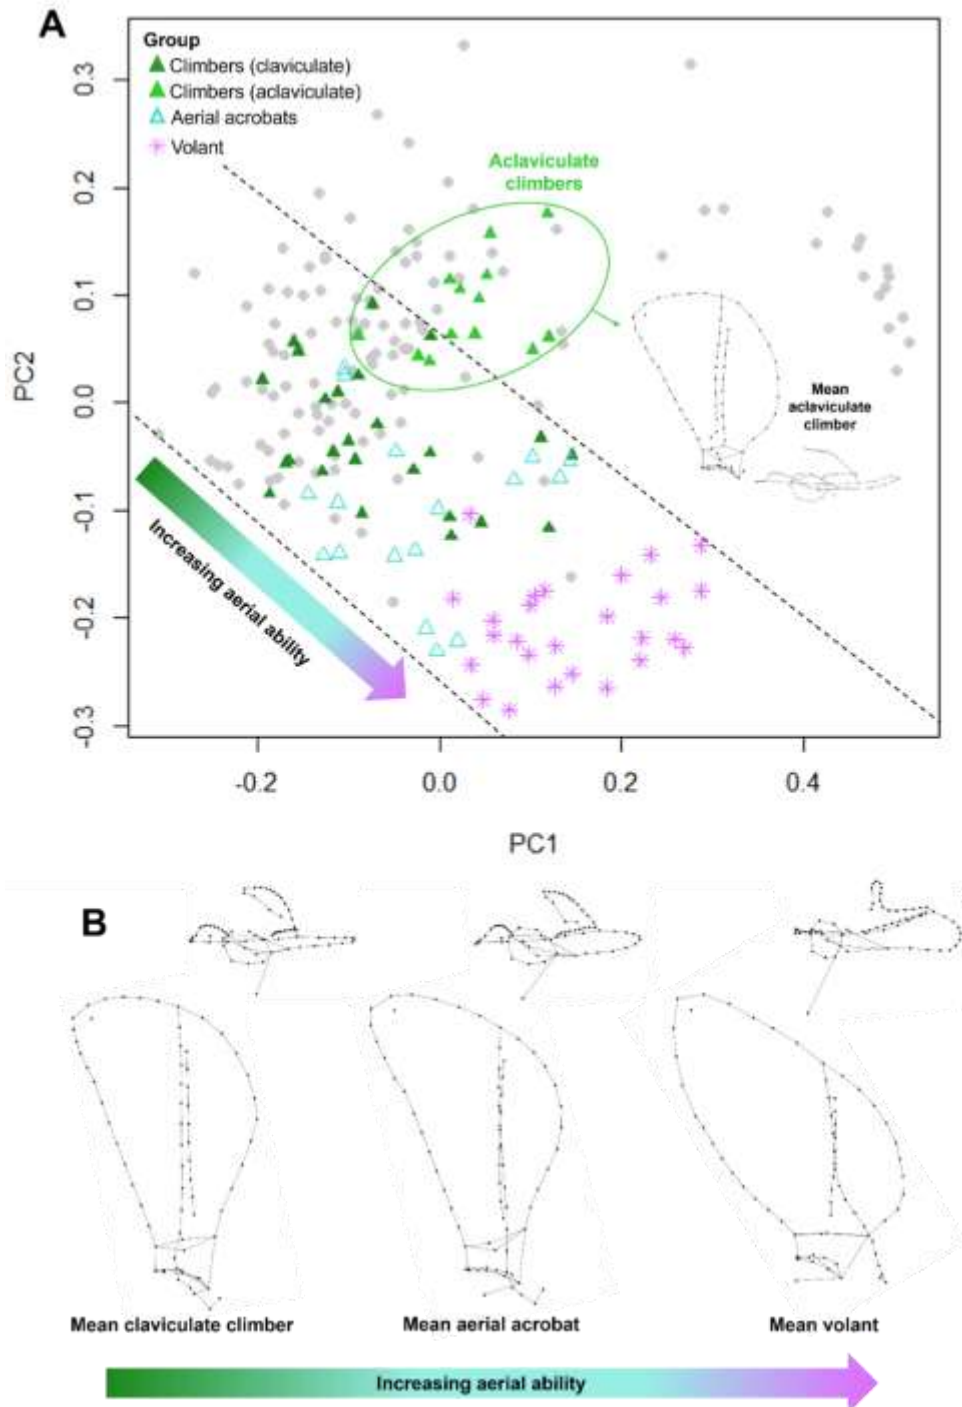 A
Group
Climbers (claviculate)
Climbers (aclaviculate)
Aerial acrobats
Volant
Aclaviculate
climbers
Mean
aclaviculate
climber
Increasing aerial ability
PC2
0.3
0.2
0.1
0.0
-0.1
-0.2
-0.3
-0.2
0.0
0.2
0.4
PC1
B
Mean claviculate climber
Mean aerial acrobat
Mean volant
Increasing aerial ability